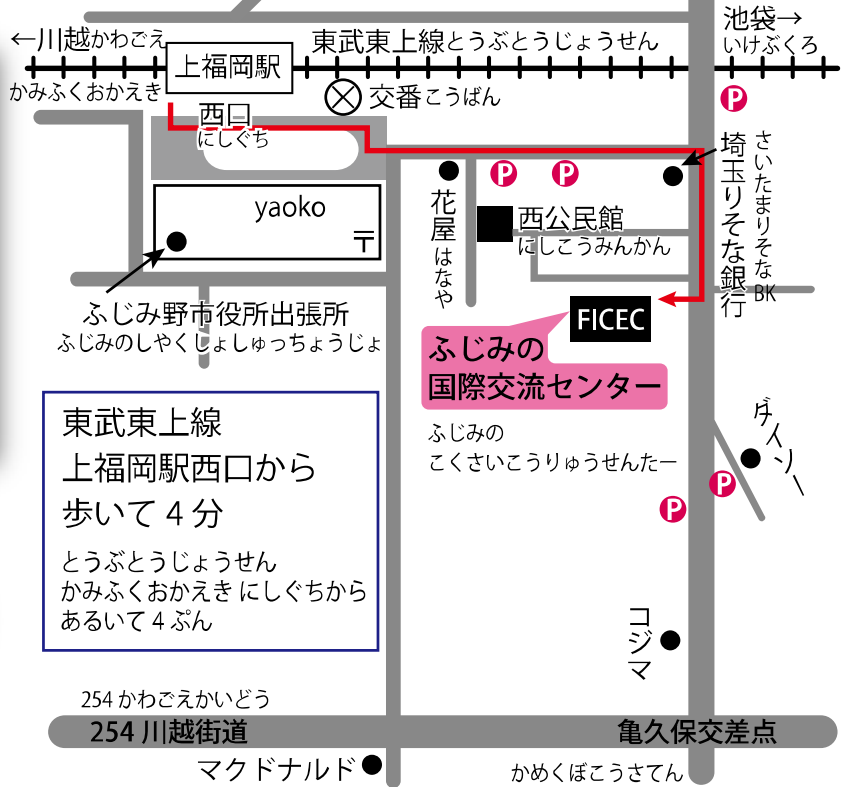 ←川越かわごえ
上福岡駅
かみふくおかえき
東武東上線とうぶとうじょうせん
池袋→
いけぶくろ
P
西口
にしぐち
交番こうばん
埼玉りそな銀行
さいたまりそなBK
P
P
花屋はなや
西公民館
にしこうみんかん
yaoko
〒
ふじみ野市役所出張所
ふじみのしやくしょしゅっちょうじょ
FICEC
ふじみの
国際交流センター
ふじみの
こくさいこうりゅうせんたー
東武東上線
上福岡駅西口から
歩いて4分
とうぶとうじょうせん
かみふくおかえき にしぐちから
あるいて4ぷん
ダイソー
P
P
コジマ
254 かわごえかいどう
254 川越街道
亀久保交差点
マクドナルド
かめくぼこうさてん